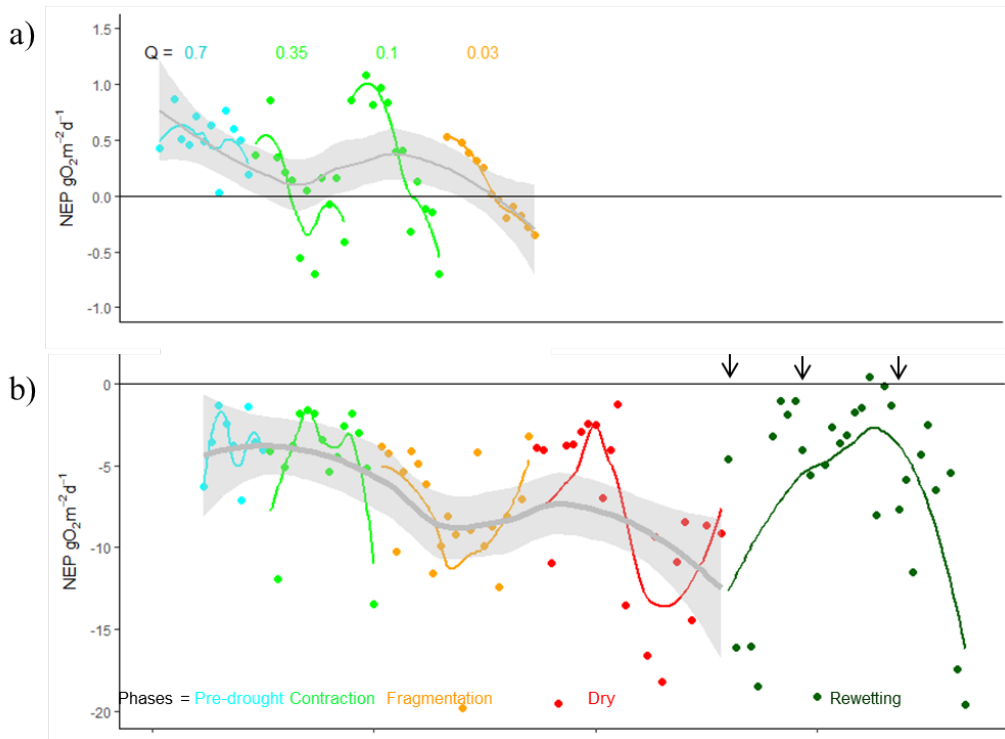 a)
1.5
Q = 0.7 0.35 0.1 0.03
1.0
0.5
0.0
-0.5
-1.0
NEP gO₂m⁻²d⁻¹
b)
0
-5
-10
-15
-20
NEP gO₂m⁻²d⁻¹
Phases = Pre-drought Contraction Fragmentation Dry Rewetting